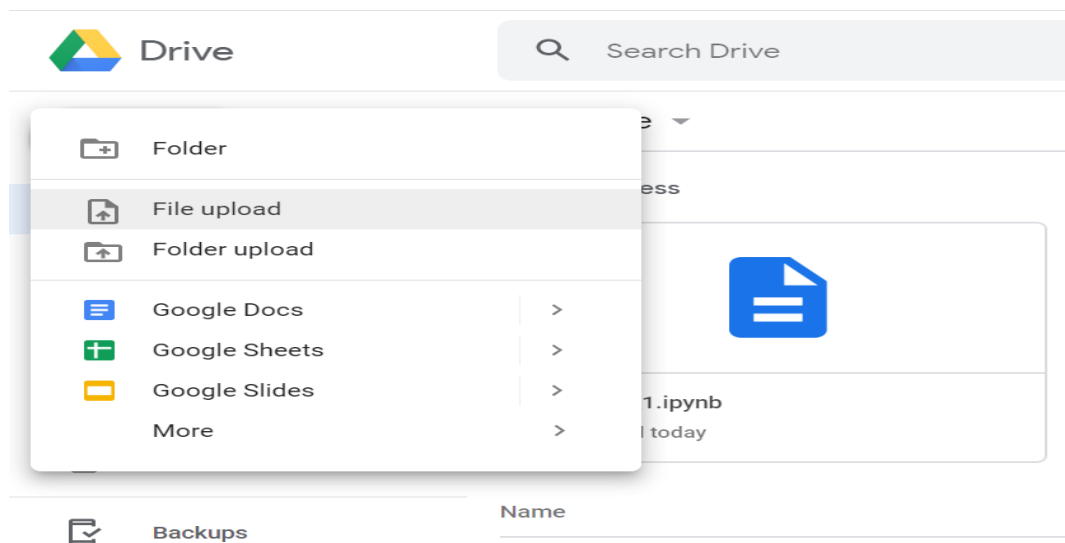 Drive
Search Drive
Folder
File upload
Folder upload
Google Docs
Google Sheets
Google Slides
More
Backups
e
ess
1.ipynb
today
Name